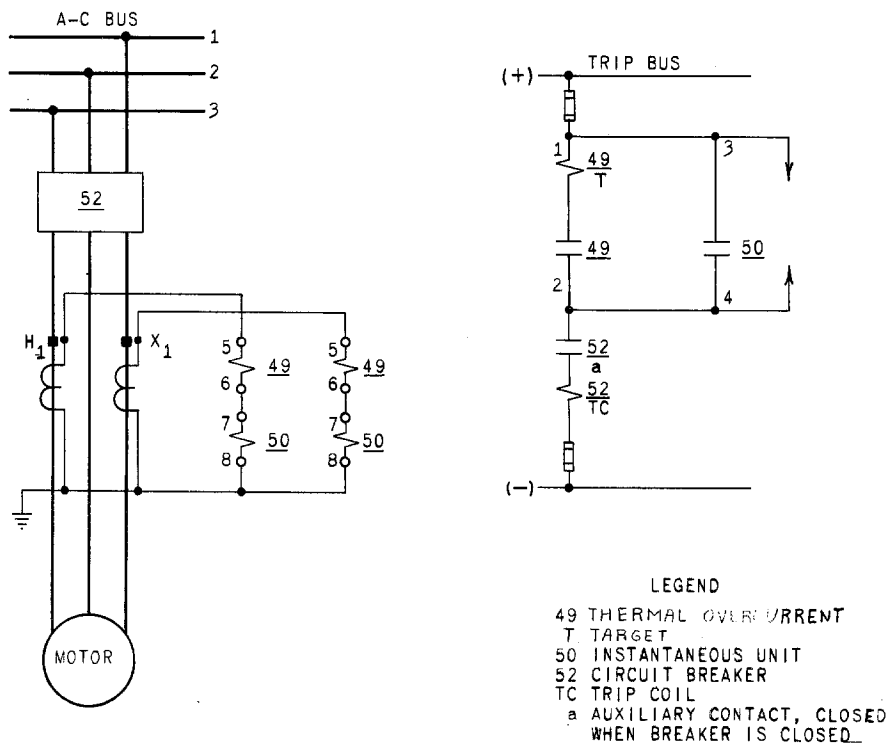 A-C BUS
1
2
3
52
H1
X1
5
49
6
7
50
8
5
49
6
7
50
8
MOTOR
TRIP BUS
(+)
1
49
T
3
49
50
2
4
52
a
52
TC
(-)
LEGEND
49 THERMAL OVERCURRENT
T TARGET
50 INSTANTANEOUS UNIT
52 CIRCUIT BREAKER
TC TRIP COIL
a AUXILIARY CONTACT, CLOSED
WHEN BREAKER IS CLOSED